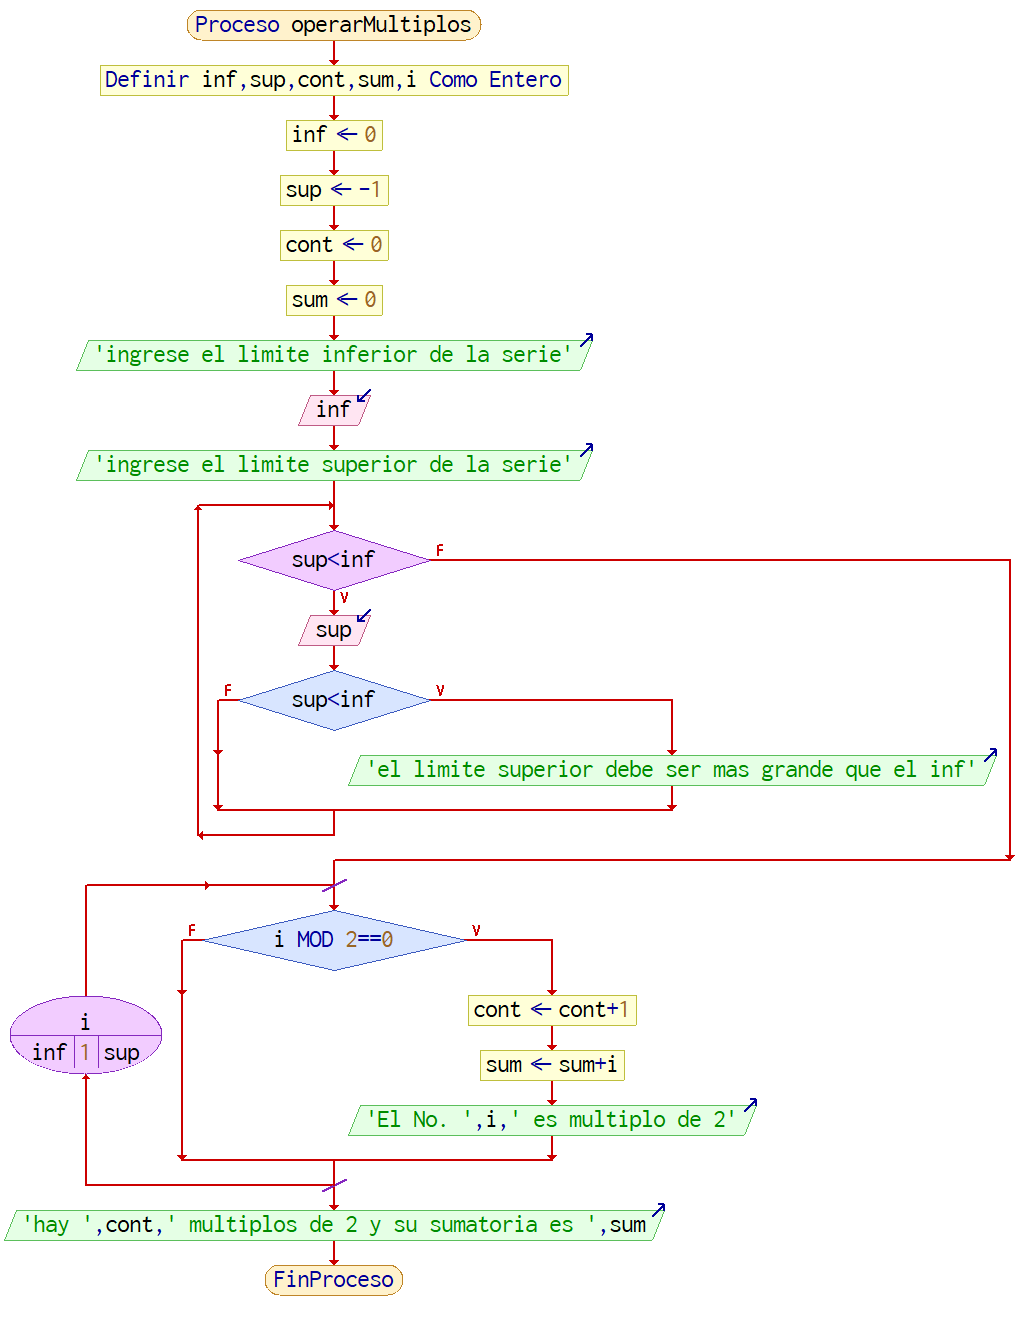 Proceso operarMultiplos
Definir inf,sup,cont,sum,i Como Entero
inf ← 0
sup ← -1
cont ← 0
sum ← 0
'ingrese el limite inferior de la serie'
inf
'ingrese el limite superior de la serie'
sup<inf
F
V
sup
F
sup<inf
V
'el limite superior debe ser mas grande que el inf'
F
i MOD 2==0
V
cont ← cont+1
i
inf 1 sup
sum ← sum+i
'El No. ',i,' es multiplo de 2'
'hay ',cont,' multiplos de 2 y su sumatoria es ',sum
FinProceso